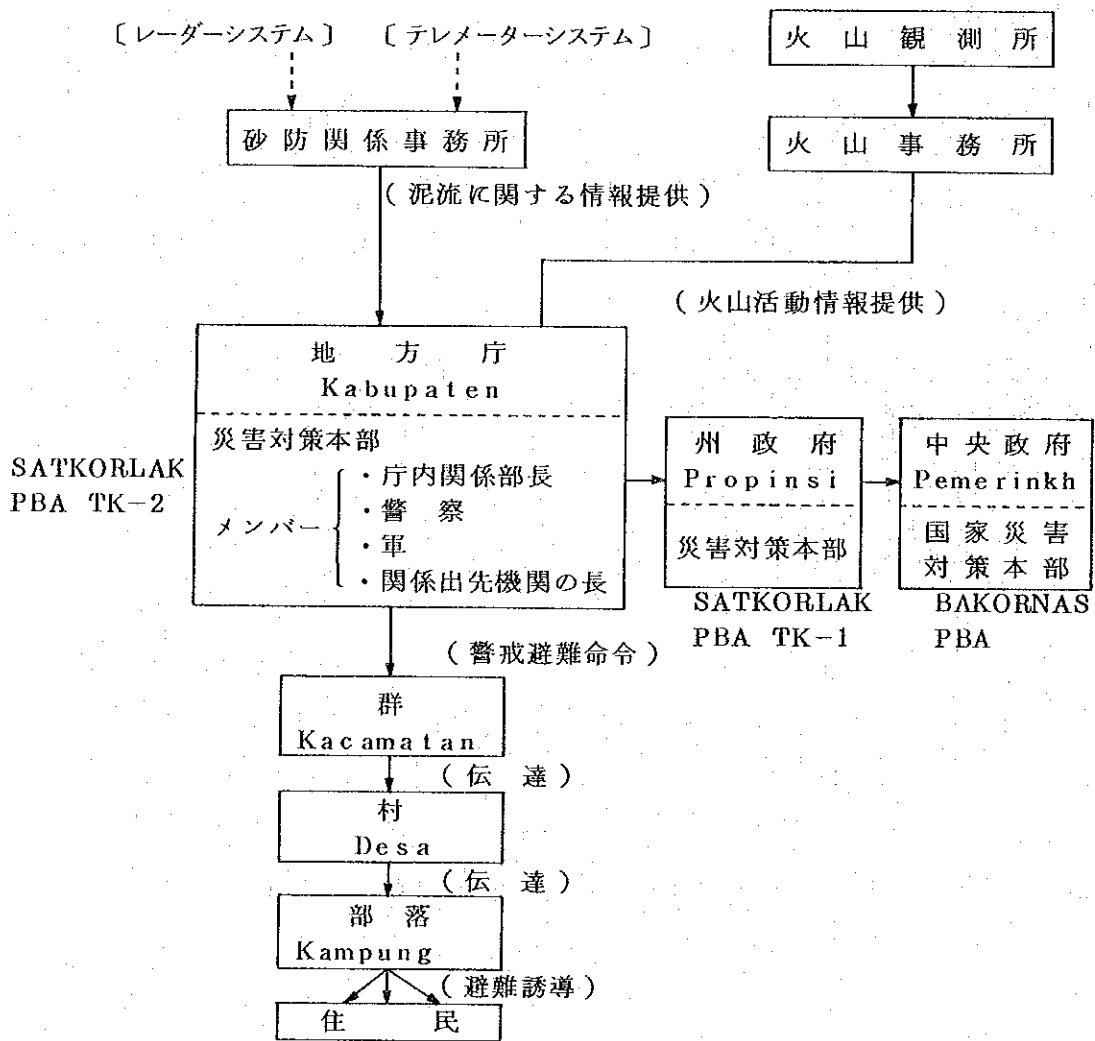 〔レーダーシステム〕 〔テレメーターシステム〕
火山観測所
砂防関係事務所
火山事務所
(泥流に関する情報提供)
(火山活動情報提供)
地方庁
Kabupaten
災害対策本部
メンバー
・庁内関係部長
・警察
・軍
・関係出先機関の長
SATKORLAK
PBA TK-2
州政府
Propinsi
災害対策本部
SATKORLAK
PBA TK-1
中央政府
Pemerinkh
国家災害
対策本部
BAKORNAS
PBA
(警戒避難命令)
群
Kacamatan
(伝達)
村
Desa
(伝達)
部落
Kampung
(避難誘導)
住民